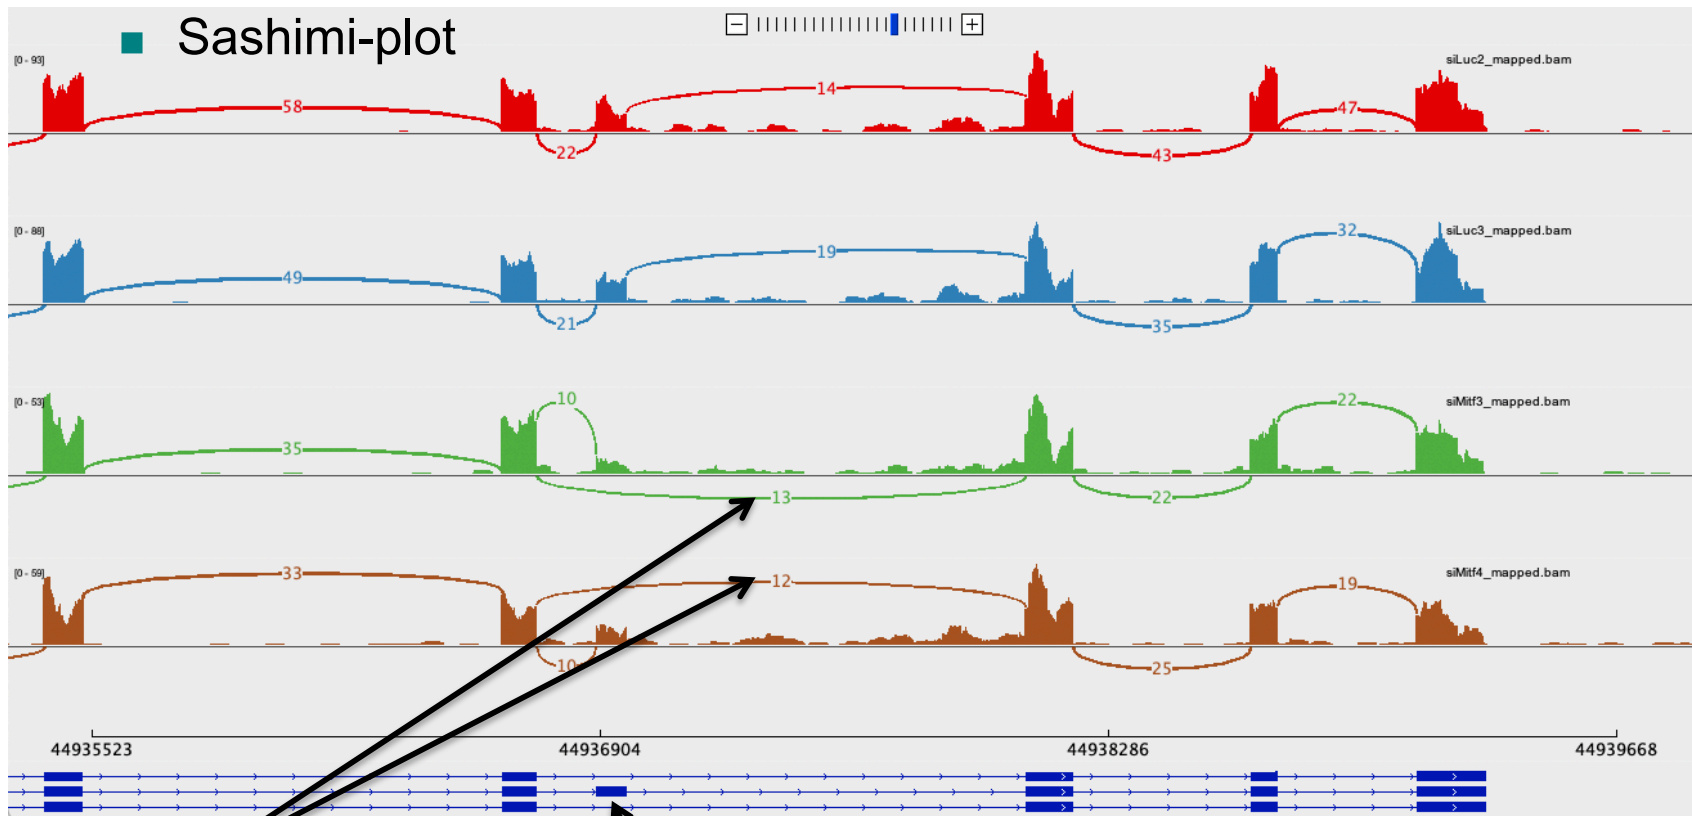 Sashimi-plot
[0 - 93]
siLuc2_mapped.bam
58
14
47
22
43
[0 - 88]
siLuc3_mapped.bam
49
19
32
21
35
[0 - 53]
siMitf3_mapped.bam
10
22
35
13
22
[0 - 59]
siMitf4_mapped.bam
33
12
19
10
25
44935523 44936904 44938286 44939668